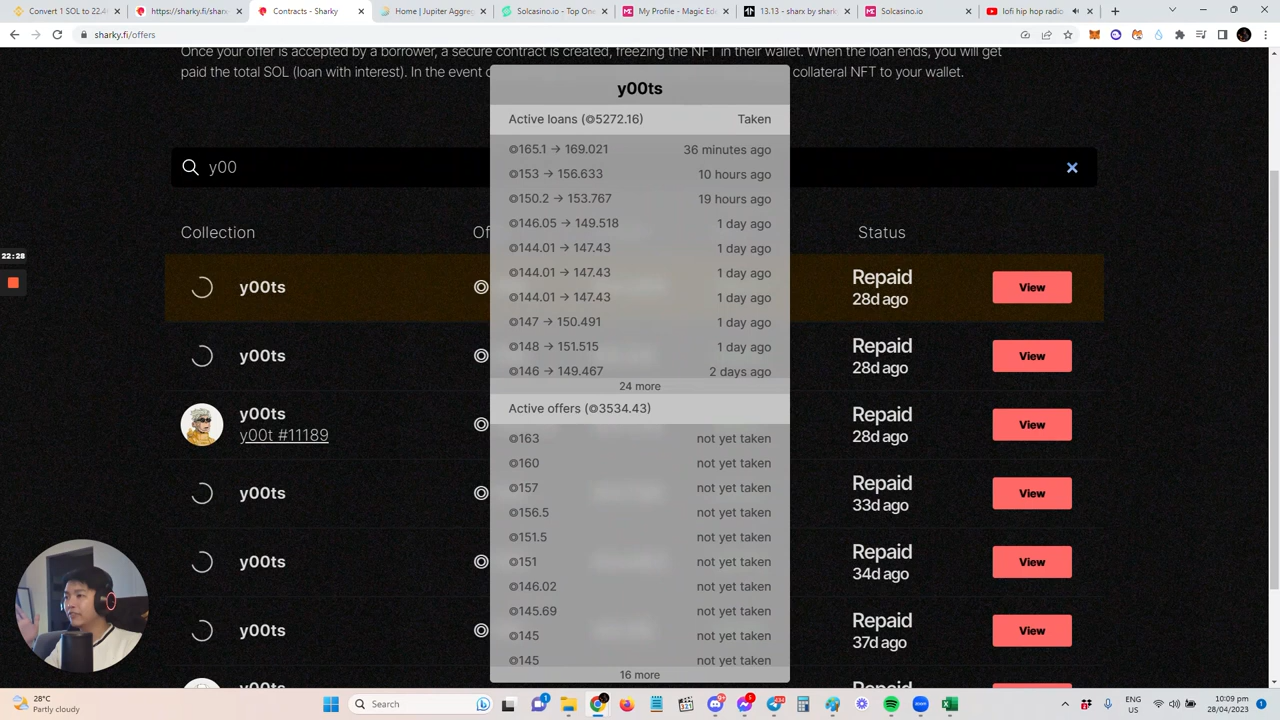 Convert 1 SOL to 22.4
https://sharky.fi/offers
Contracts - Sharky
Home | Jupiter Aggreg
Solcasino.io - Top One
My Profile - Magic Ed
13.13 - sharky by shar
Solcasino.io
lofi hip hop radio
sharky.fi/offers
Once your offer is accepted by a borrower, a secure contract is created, freezing the NFT in their wallet. When the loan ends, you will get
paid the total SOL (loan with interest). In the event
collateral NFT to your wallet.
y00
Collection
Of
Status
22:28
y00ts
Repaid
28d ago
View
y00ts
Repaid
28d ago
View
y00ts
y00t #11189
Repaid
28d ago
View
y00ts
Repaid
33d ago
View
y00ts
Repaid
34d ago
View
y00ts
Repaid
37d ago
View
y00ts
Repaid
y00ts
Active loans (◎5272.16) Taken
◎165.1 → 169.021 36 minutes ago
◎153 → 156.633 10 hours ago
◎150.2 → 153.767 19 hours ago
◎146.05 → 149.518 1 day ago
◎144.01 → 147.43 1 day ago
◎144.01 → 147.43 1 day ago
◎144.01 → 147.43 1 day ago
◎147 → 150.491 1 day ago
◎148 → 151.515 1 day ago
◎146 → 149.467 2 days ago
24 more
Active offers (◎3534.43)
◎163 not yet taken
◎160 not yet taken
◎157 not yet taken
◎156.5 not yet taken
◎151.5 not yet taken
◎151 not yet taken
◎146.02 not yet taken
◎145.69 not yet taken
◎145 not yet taken
◎145 not yet taken
16 more
28°C
Partly cloudy
Search
ENG
US
10:09 pm
28/04/2023